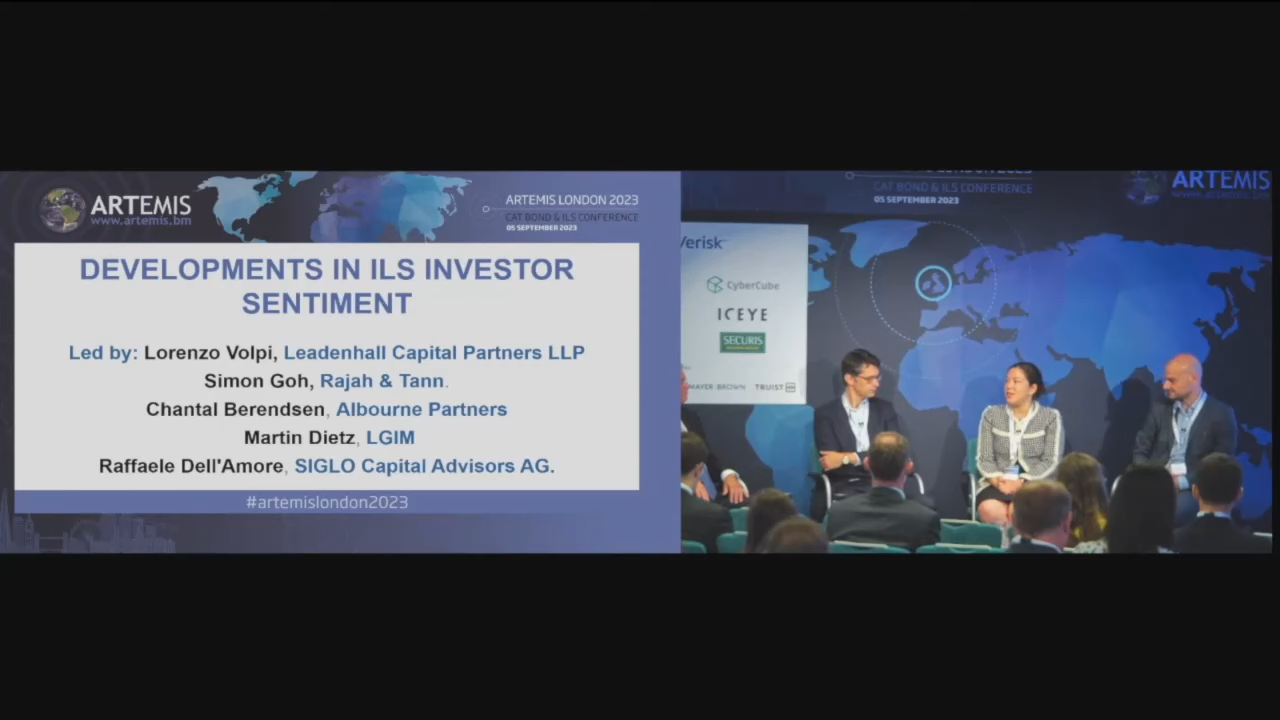 ARTEMIS
www.artemis.bm
ARTEMIS LONDON 2023
CAT BOND & ILS CONFERENCE
05 SEPTEMBER 2023
DEVELOPMENTS IN ILS INVESTOR
SENTIMENT
Led by: Lorenzo Volpi, Leadenhall Capital Partners LLP
Simon Goh, Rajah & Tann.
Chantal Berendsen, Albourne Partners
Martin Dietz, LGIM
Raffaele Dell'Amore, SIGLO Capital Advisors AG.
#artemislondon2023
CAT BOND & ILS CONFERENCE
05 SEPTEMBER 2023
ARTEMIS
www.artemis.bm
Verisk
CyberCube
ICEYE
SECURIS
MAYER BROWN
TRUIST